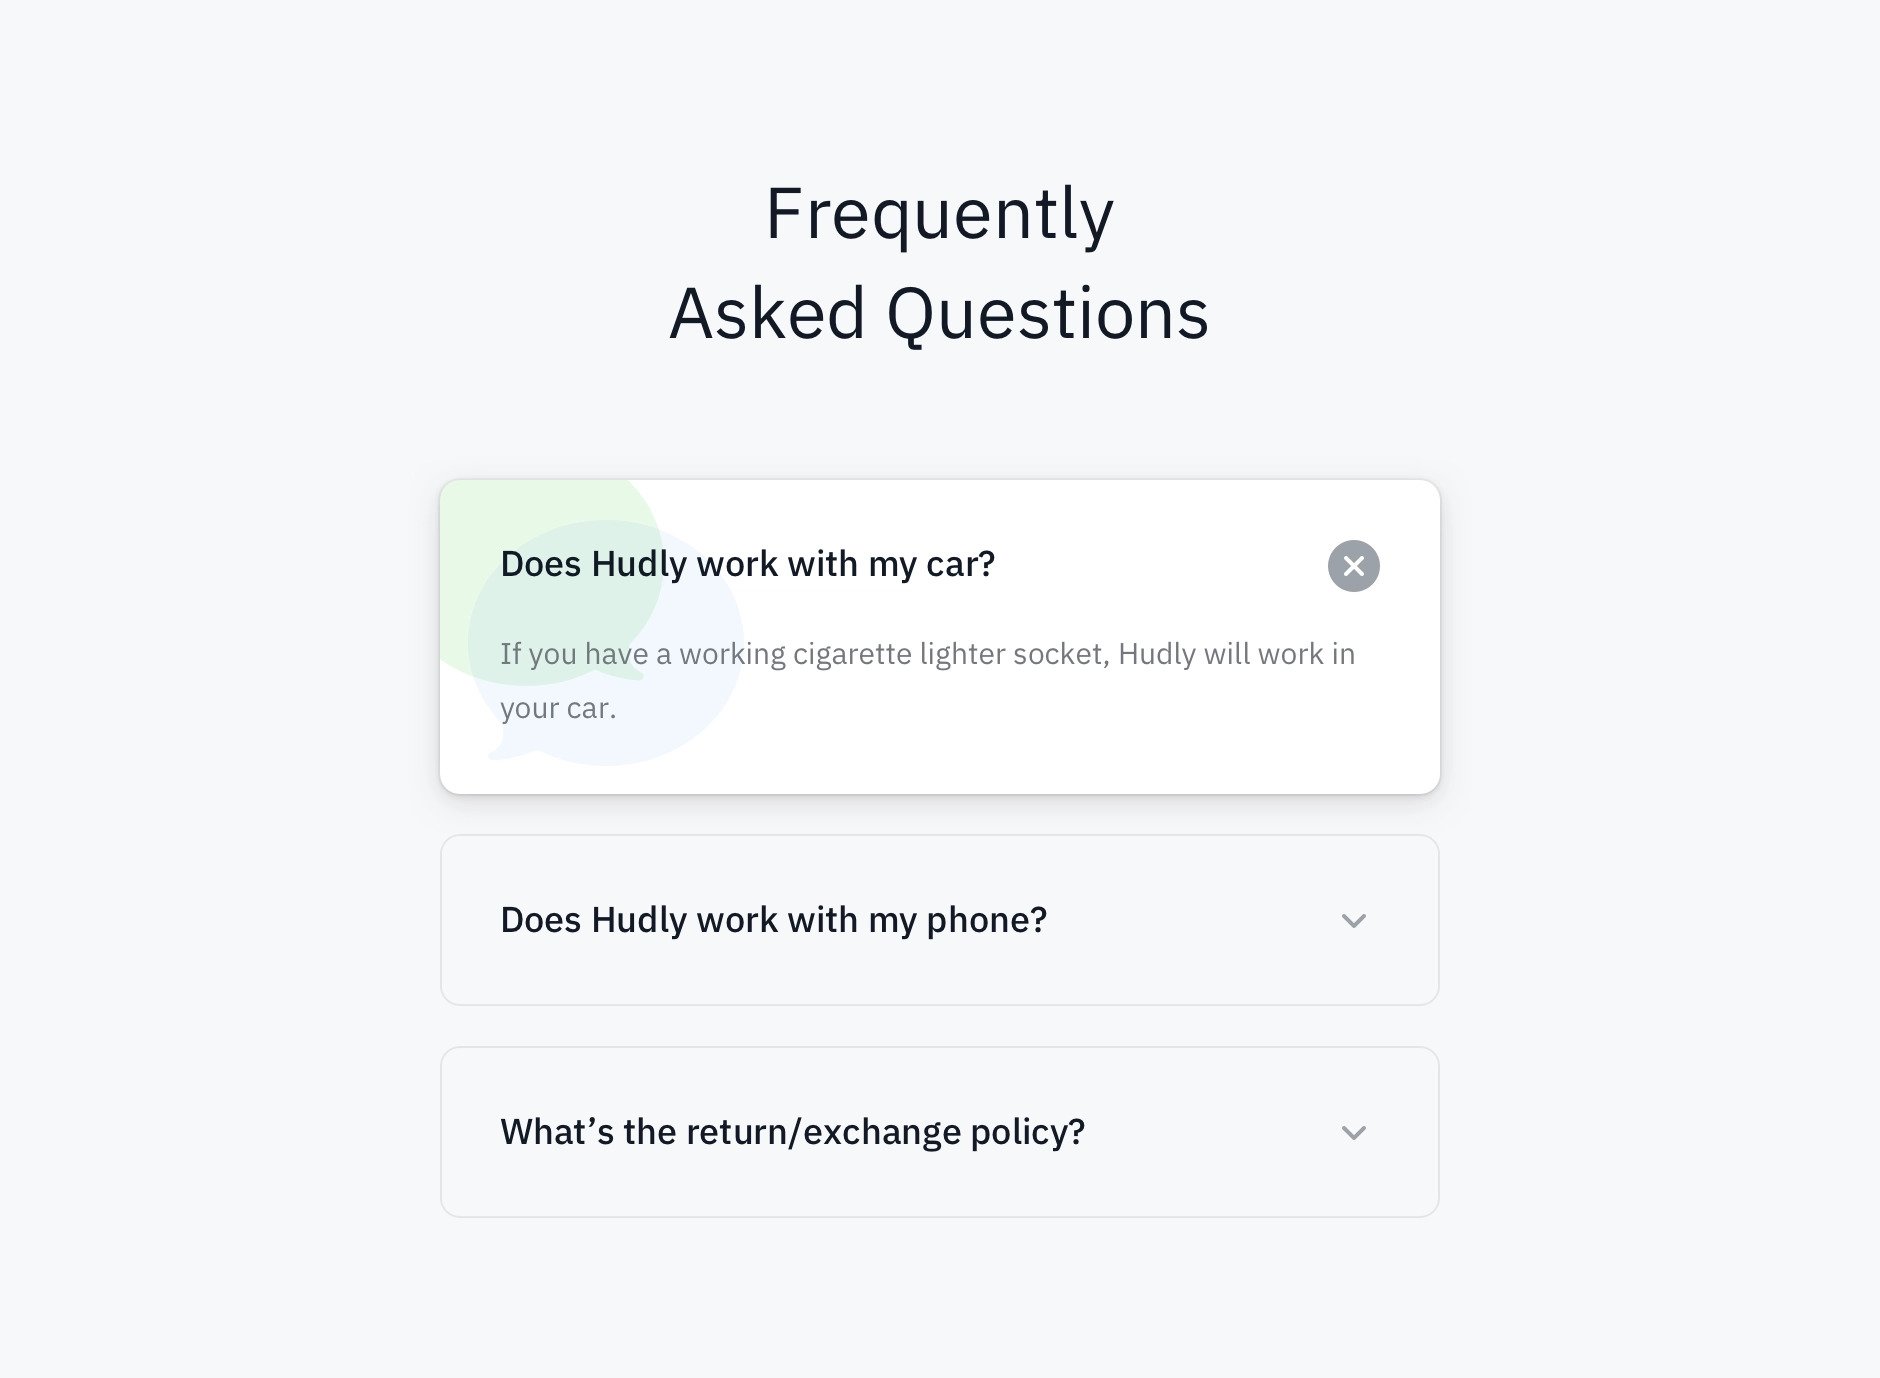 Frequently
Asked Questions
Does Hudly work with my car?
If you have a working cigarette lighter socket, Hudly will work in
your car.
Does Hudly work with my phone?
What’s the return/exchange policy?